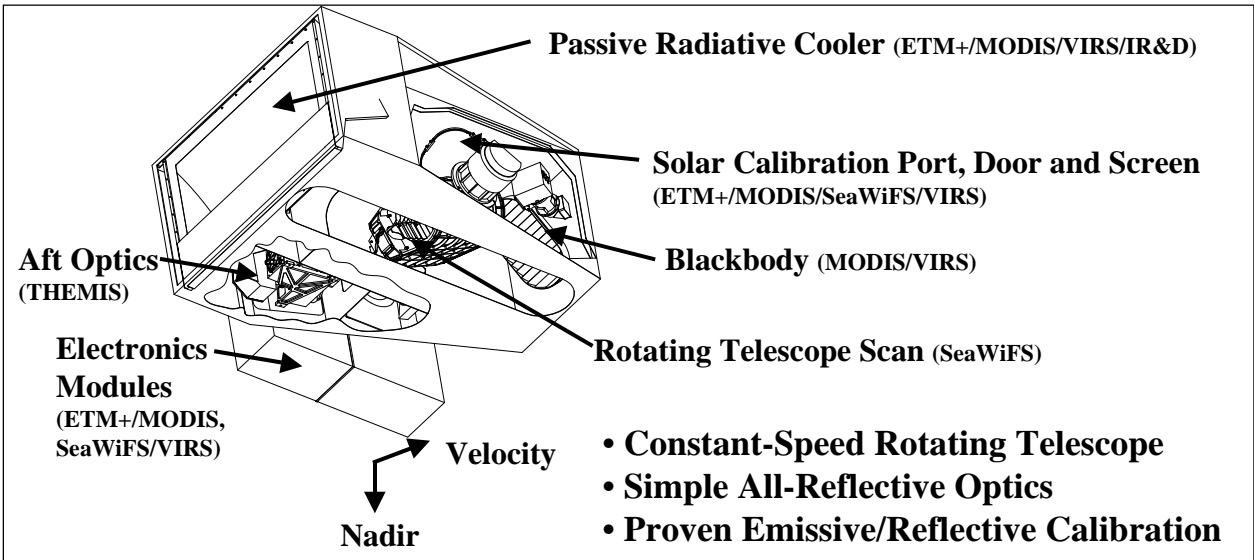 Passive Radiative Cooler (ETM+/MODIS/VIRS/IR&D)
Solar Calibration Port, Door and Screen
(ETM+/MODIS/SeaWiFS/VIRS)
Blackbody (MODIS/VIRS)
Aft Optics
(THEMIS)
Rotating Telescope Scan (SeaWiFS)
Electronics
Modules
(ETM+/MODIS,
SeaWiFS/VIRS)
Velocity
Nadir
• Constant-Speed Rotating Telescope
• Simple All-Reflective Optics
• Proven Emissive/Reflective Calibration